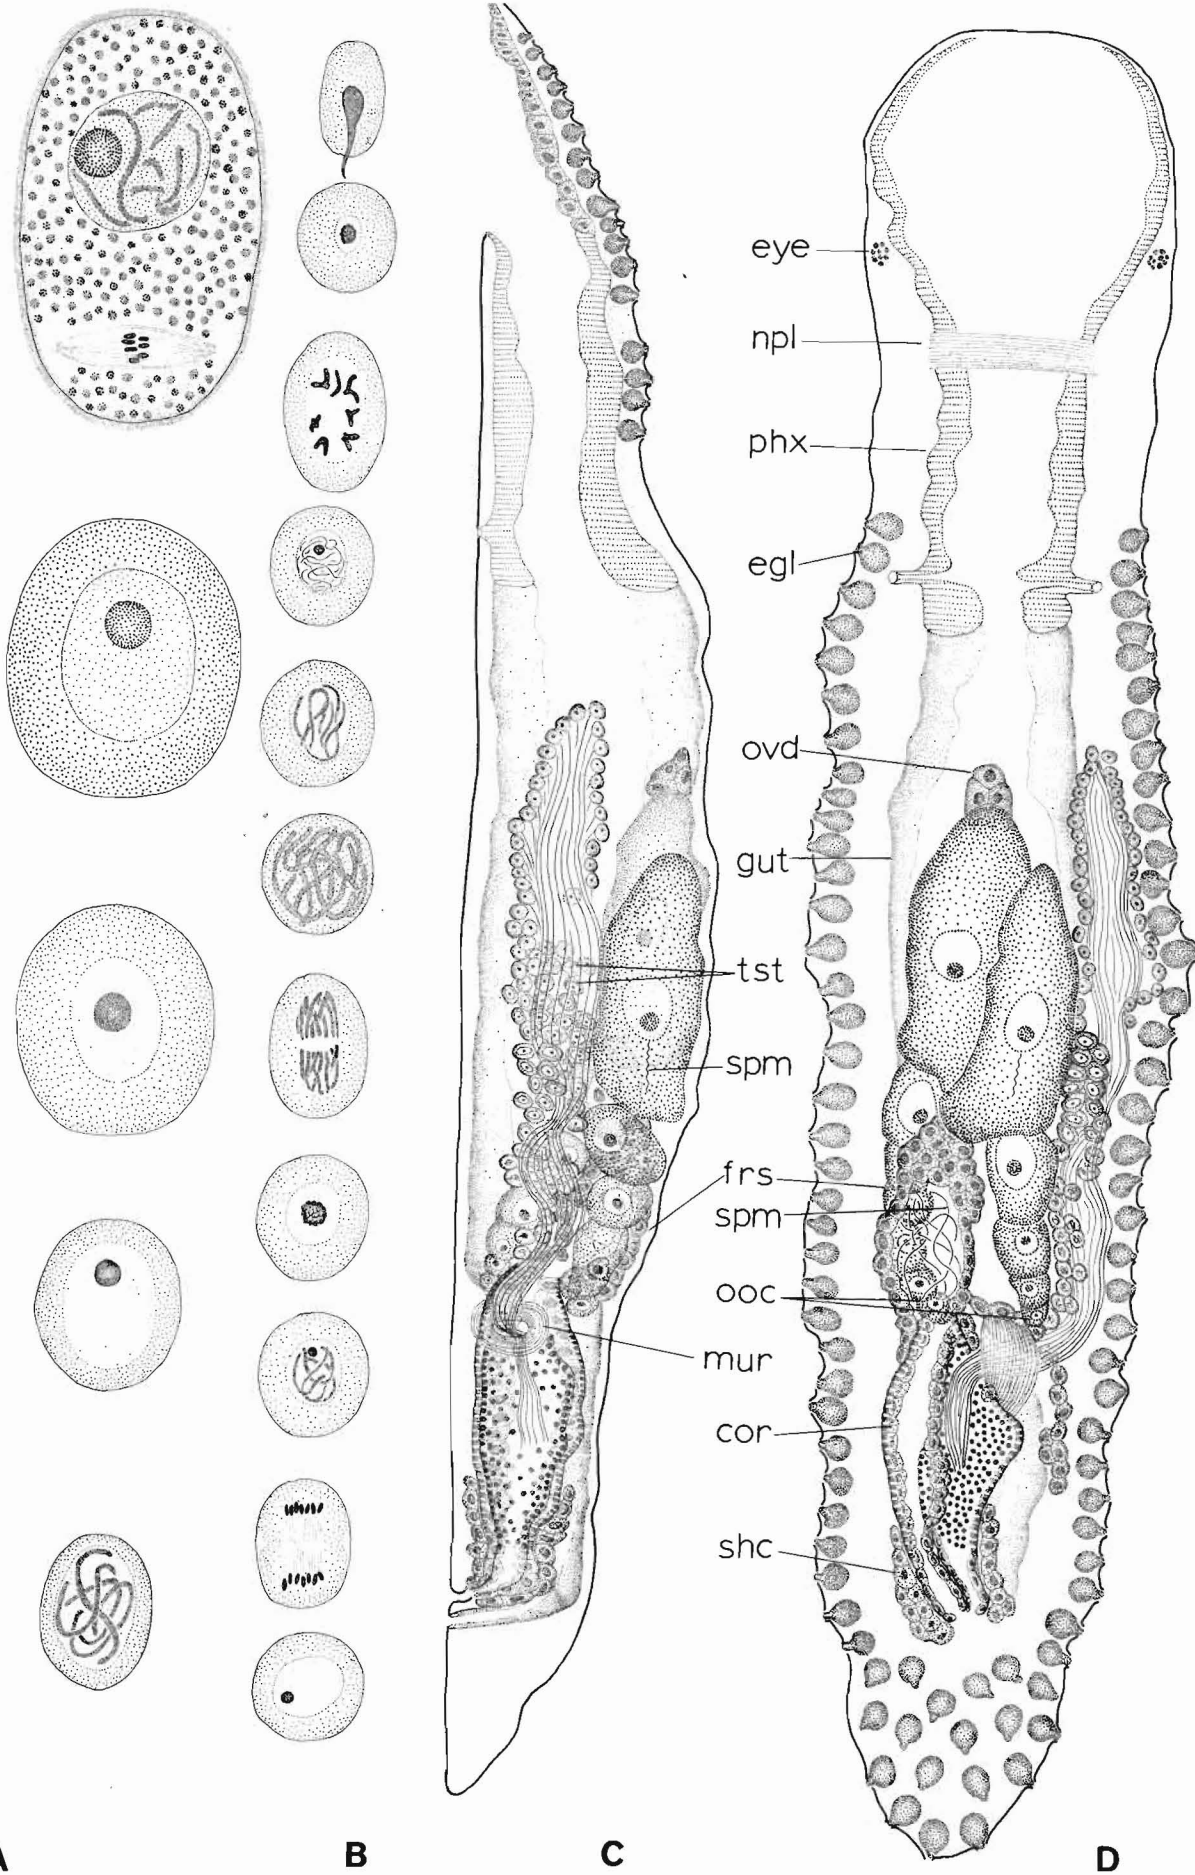 eye
npl
phx
egl
ovd
gut
tst
spm
frs
spm
ooc
mur
cor
shc
A B C D